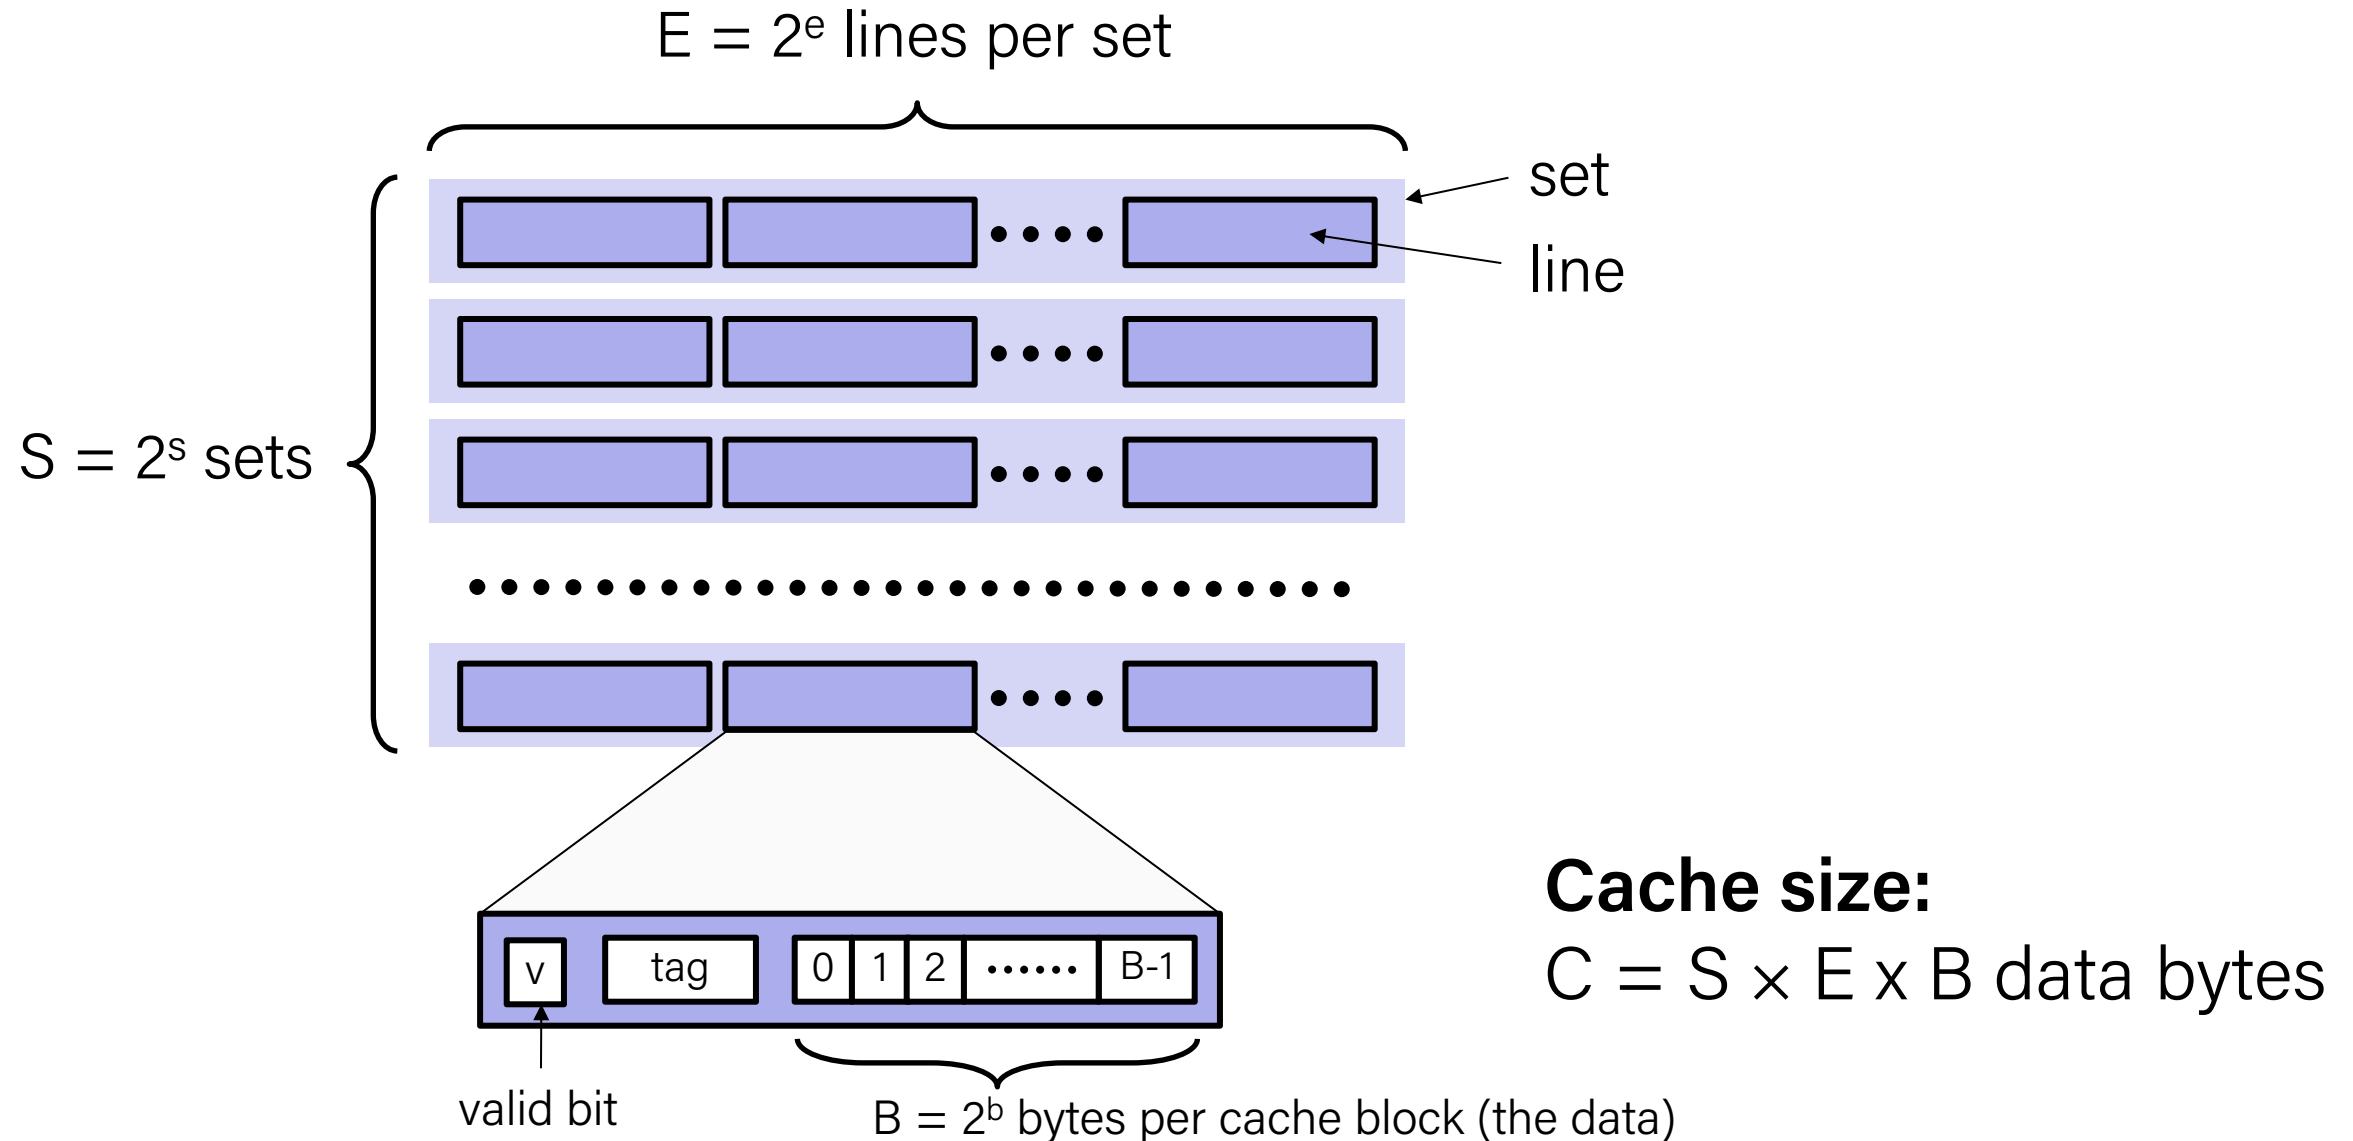 E = 2ᵉ lines per set
set
line
S = 2ˢ sets
v
tag
0
1
2
B-1
Cache size:
C = S × E x B data bytes
valid bit
B = 2ᵇ bytes per cache block (the data)